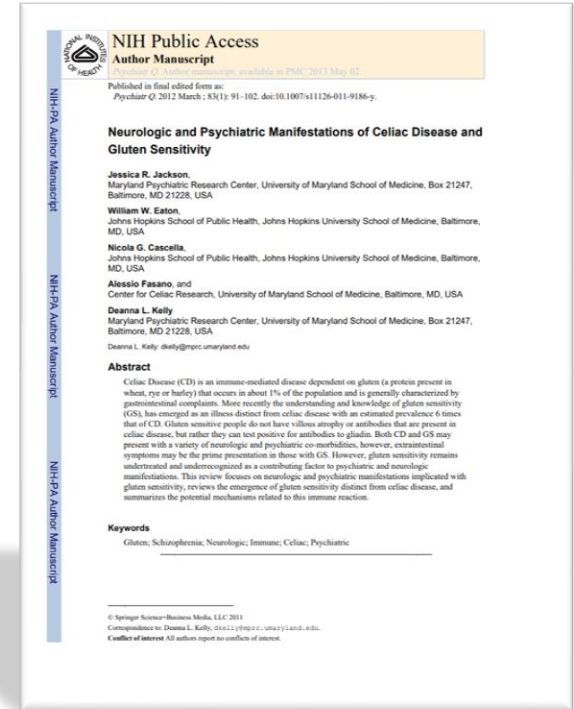 NATIONAL INSTITUTES
OF HEALTH
NIH Public Access
Author Manuscript
Psychiatr Q. Author manuscript; available in PMC 2013 May 02.
Published in final edited form as:
Psychiatr Q. 2012 March ; 83(1): 91–102. doi:10.1007/s11126-011-9186-y.
Neurologic and Psychiatric Manifestations of Celiac Disease and
Gluten Sensitivity
Jessica R. Jackson,
Maryland Psychiatric Research Center, University of Maryland School of Medicine, Box 21247,
Baltimore, MD 21228, USA
William W. Eaton,
Johns Hopkins School of Public Health, Johns Hopkins University School of Medicine, Baltimore,
MD, USA
Nicola G. Cascella,
Johns Hopkins School of Public Health, Johns Hopkins University School of Medicine, Baltimore,
MD, USA
Alessio Fasano, and
Center for Celiac Research, University of Maryland School of Medicine, Baltimore, MD, USA
Deanna L. Kelly
Maryland Psychiatric Research Center, University of Maryland School of Medicine, Box 21247,
Baltimore, MD 21228, USA
Deanna L. Kelly: dkelly@mprc.umaryland.edu
Abstract
Celiac Disease (CD) is an immune-mediated disease dependent on gluten (a protein present in
wheat, rye or barley) that occurs in about 1% of the population and is generally characterized by
gastrointestinal complaints. More recently the understanding and knowledge of gluten sensitivity
(GS), has emerged as an illness distinct from celiac disease with an estimated prevalence 6 times
that of CD. Gluten sensitive people do not have villous atrophy or antibodies that are present in
celiac disease, but rather they can test positive for antibodies to gliadin. Both CD and GS may
present with a variety of neurologic and psychiatric co-morbidities, however, extraintestinal
symptoms may be the prime presentation in those with GS. However, gluten sensitivity remains
undertreated and underrecognized as a contributing factor to psychiatric and neurologic
manifestiations. This review focuses on neurologic and psychiatric manifestations implicated with
gluten sensitivity, reviews the emergence of gluten sensitivity distinct from celiac disease, and
summarizes the potential mechanisms related to this immune reaction.
Keywords
Gluten; Schizophrenia; Neurologic; Immune; Celiac; Psychiatric
© Springer Science+Business Media, LLC 2011
Correspondence to: Deanna L. Kelly, dkelly@mprc.umaryland.edu.
Conflict of interest All authors report no conflicts of interest.
NIH-PA Author Manuscript
NIH-PA Author Manuscript
NIH-PA Author Manuscript